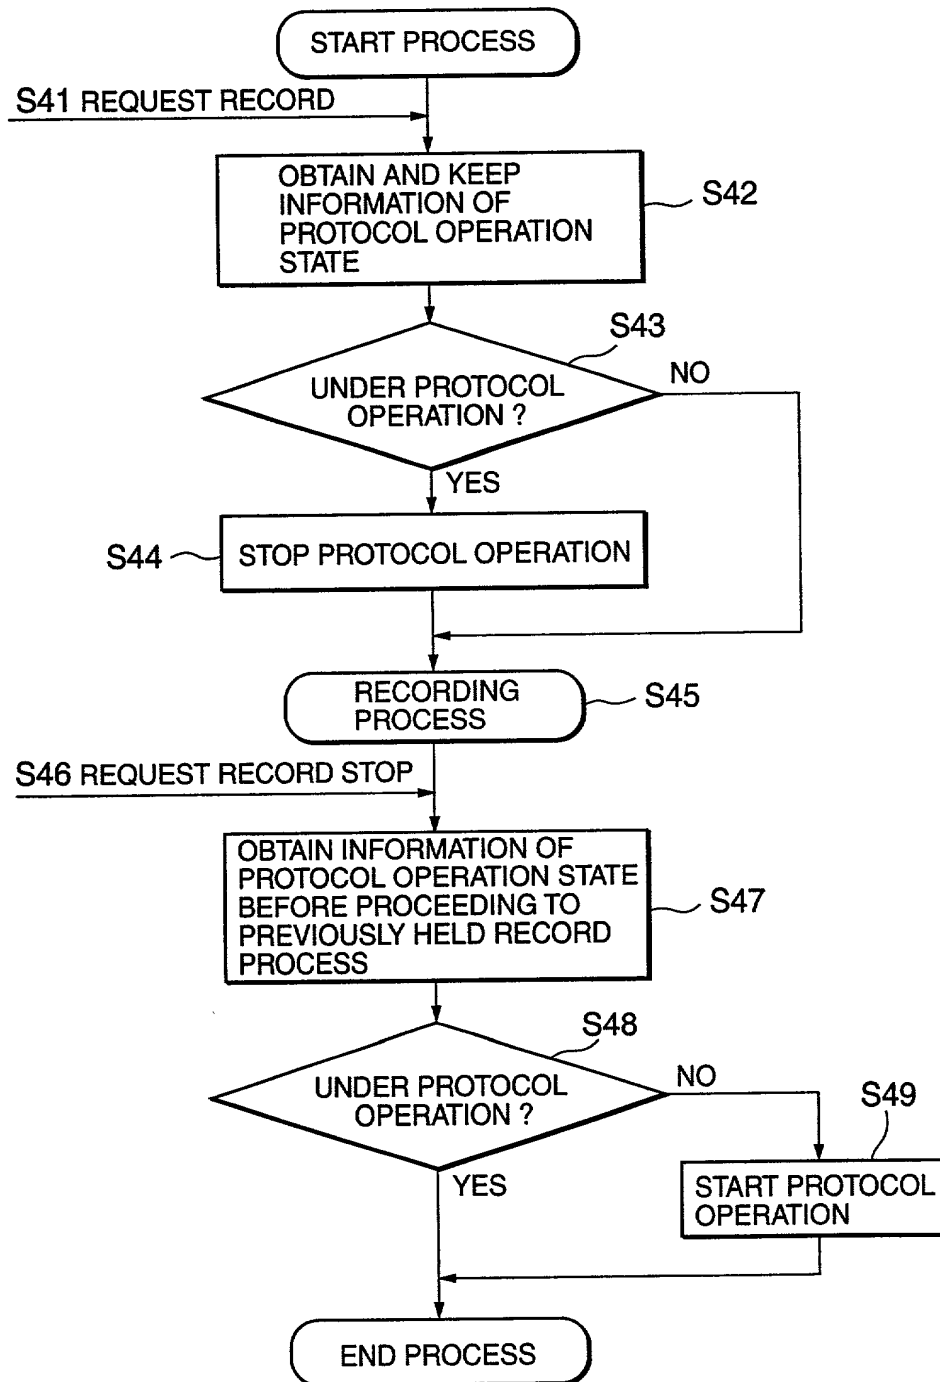 START PROCESS
S41 REQUEST RECORD
OBTAIN AND KEEP
INFORMATION OF
PROTOCOL OPERATION
STATE
S42
S43
UNDER PROTOCOL
OPERATION ?
NO
YES
S44
STOP PROTOCOL OPERATION
RECORDING
PROCESS
S45
S46 REQUEST RECORD STOP
OBTAIN INFORMATION OF
PROTOCOL OPERATION STATE
BEFORE PROCEEDING TO
PREVIOUSLY HELD RECORD
PROCESS
S47
S48
UNDER PROTOCOL
OPERATION ?
NO
YES
S49
START PROTOCOL
OPERATION
END PROCESS